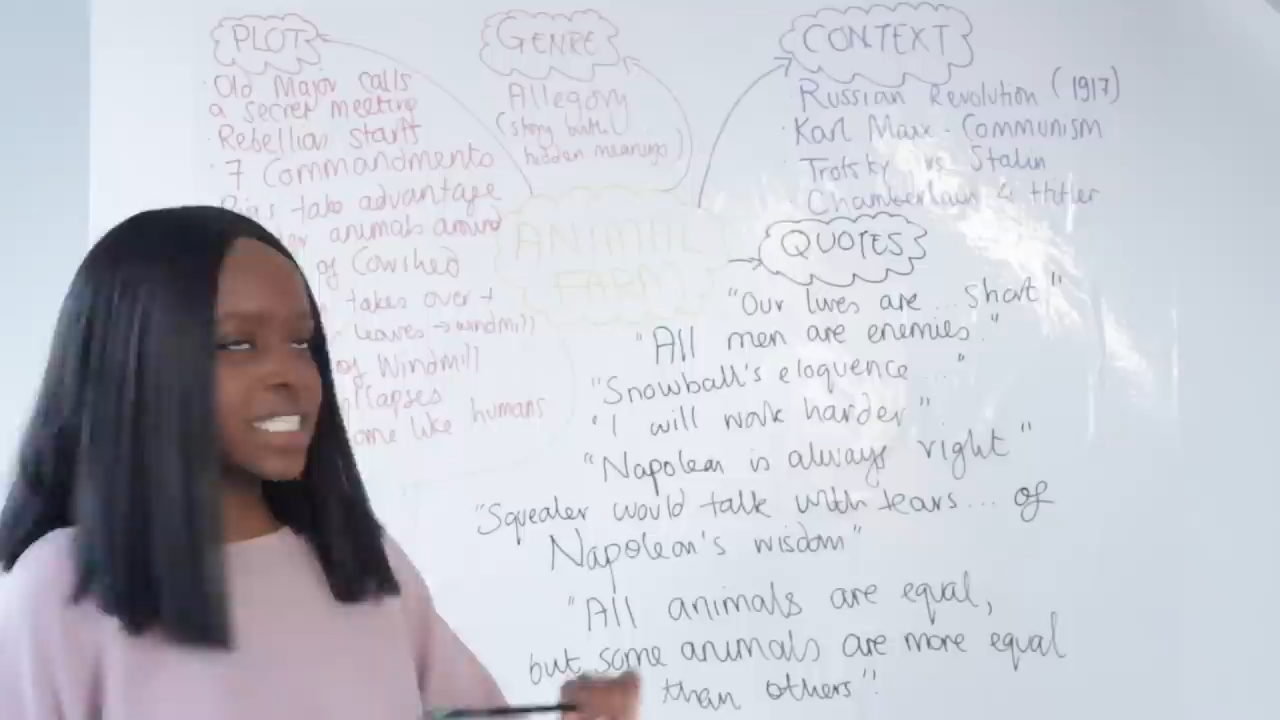 PLOT
· Old Major calls
a secret meeting
· Rebellion starts
· 7 Commandments
Pigs take advantage
animals around
of Cowshed
takes over +
leaves → windmill
of Windmill
collapses
like humans
GENRE
Allegory
(story with
hidden meanings)
CONTEXT
· Russian Revolution (1917)
· Karl Marx - Communism
· Trotsky vs Stalin
· Chamberlain & Hitler
ANIMAL
FARM
QUOTES
"Our lives are ... short"
"All men are enemies."
"Snowball's eloquence ..."
"I will work harder"
"Napoleon is always right"
"Squealer would talk with tears... of
Napoleon's wisdom"
"All animals are equal,
but some animals are more equal
than others"!